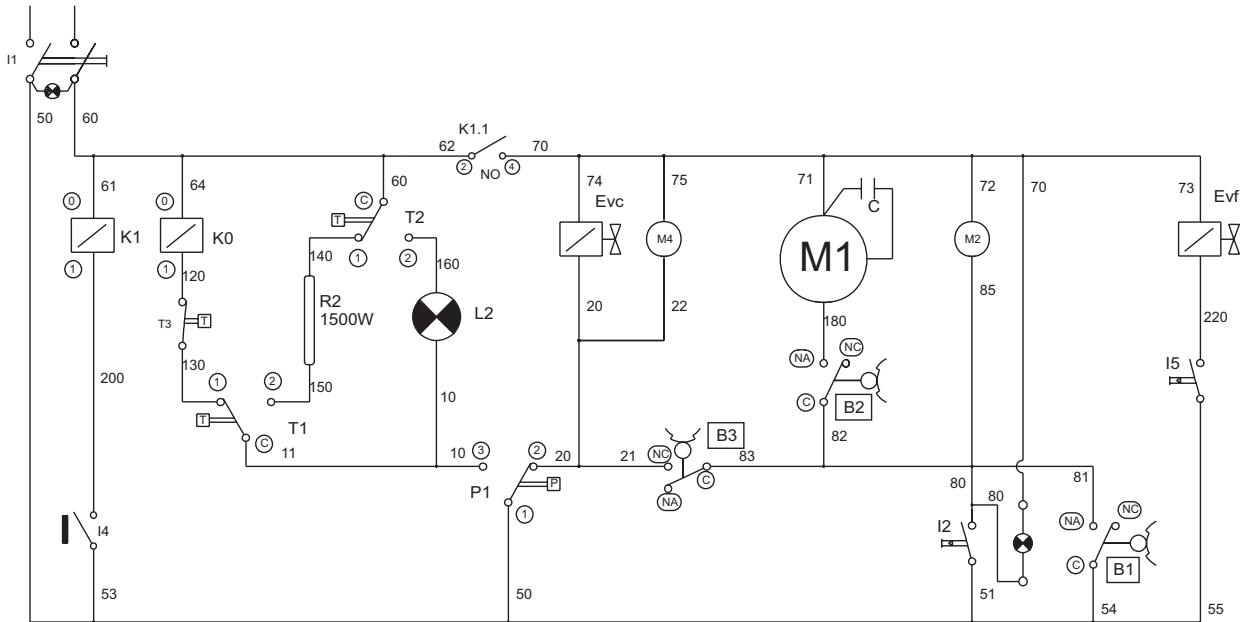 I1
50
60
K1.1
62
70
2
NO
4
61
64
60
74
75
71
72
70
73
0
0
C
Evc
C
Evf
T
T2
K1
K0
M4
M1
M2
1
1
120
140
1
2
160
85
R2
1500W
L2
20
22
180
220
T3
T
NA
NC
130
I5
200
1
2
150
10
C
B2
T
T1
82
C
11
10
3
2
20
21
NC
B3
83
P1
P
C
NA
80
81
1
80
NA
NC
I4
I2
C
B1
53
50
51
54
55